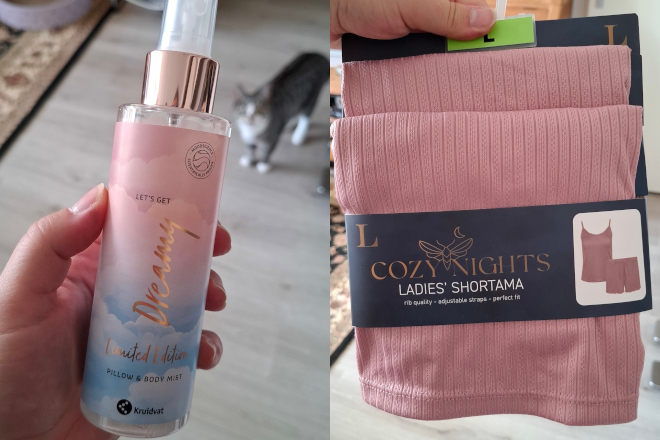 LET'S GET
Dreamy
Limited Edition
PILLOW & BODY MIST
Kruidvat
L
L
L
COZY NIGHTS
LADIES' SHORTAMA
rib quality - adjustable straps - perfect fit